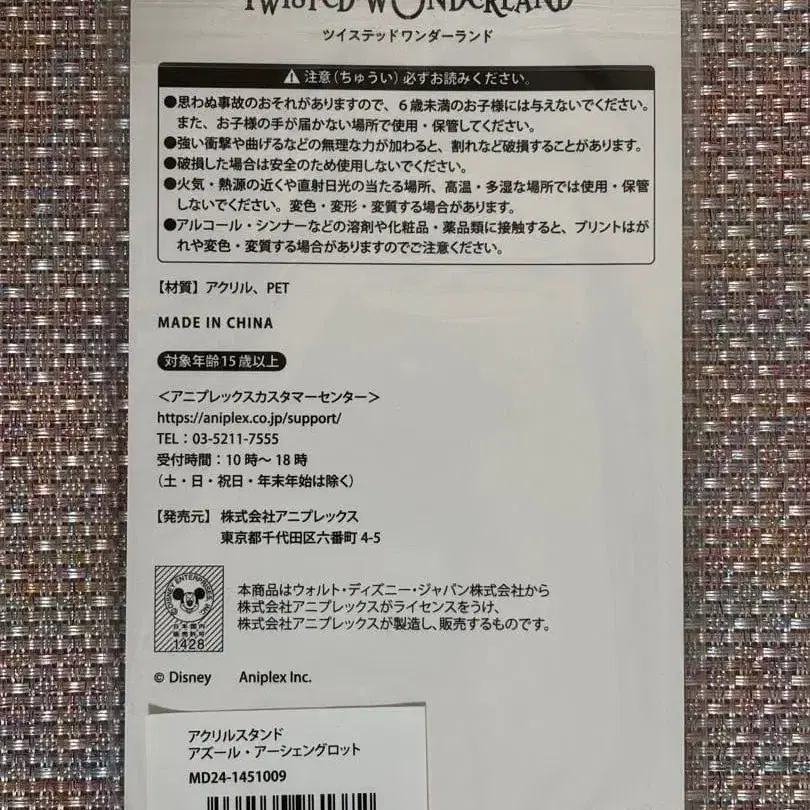 TWISTED WONDERLAND
ツイステッドワンダーランド
注意(ちゅうい)必ずお読みください。
●思わぬ事故のおそれがありますので、6歳未満のお子様には与えないでください。
また、お子様の手が届かない場所で使用・保管してください。
●強い衝撃や曲げるなどの無理な力が加わると、割れなど破損することがあります。
●破損した場合は安全のため使用しないでください。
●火気・熱源の近くや直射日光の当たる場所、高温・多湿な場所では使用・保管
しないでください。変色・変形・変質する場合があります。
●アルコール・シンナーなどの溶剤や化粧品・薬品類に接触すると、プリントはが
れや変色・変質する場合がありますのでご注意ください。
【材質】アクリル、PET
MADE IN CHINA
対象年齢15歳以上
<アニプレックスカスタマーセンター>
https://aniplex.co.jp/support/
TEL：03-5211-7555
受付時間：10時〜18時
(土・日・祝日・年末年始は除く)
【発売元】株式会社アニプレックス
東京都千代田区六番町4-5
DISNEY ENTERPRISES INC.
日本国内
販売許可
1428
本商品はウォルト・ディズニー・ジャパン株式会社から
株式会社アニプレックスがライセンスをうけ、
株式会社アニプレックスが製造し、販売するものです。
© Disney Aniplex Inc.
アクリルスタンド
アズール・アーシェングロット
MD24-1451009